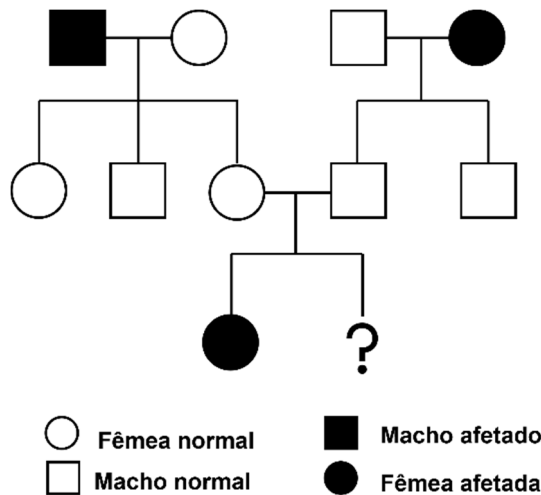 ?
Fêmea normal
Macho afetado
Macho normal
Fêmea afetada